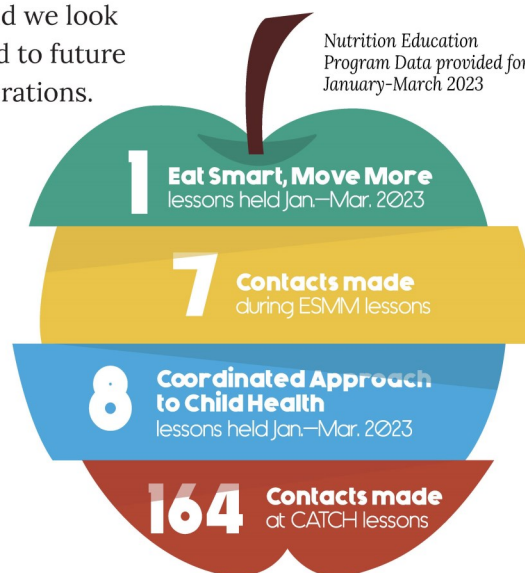 d we look
d to future
rations.
Nutrition Education
Program Data provided for
January-March 2023
1 Eat Smart, Move More
lessons held Jan.—Mar. 2023
7 Contacts made
during ESMM lessons
8 Coordinated Approach
to Child Health
lessons held Jan.—Mar. 2023
164 Contacts made
at CATCH lessons